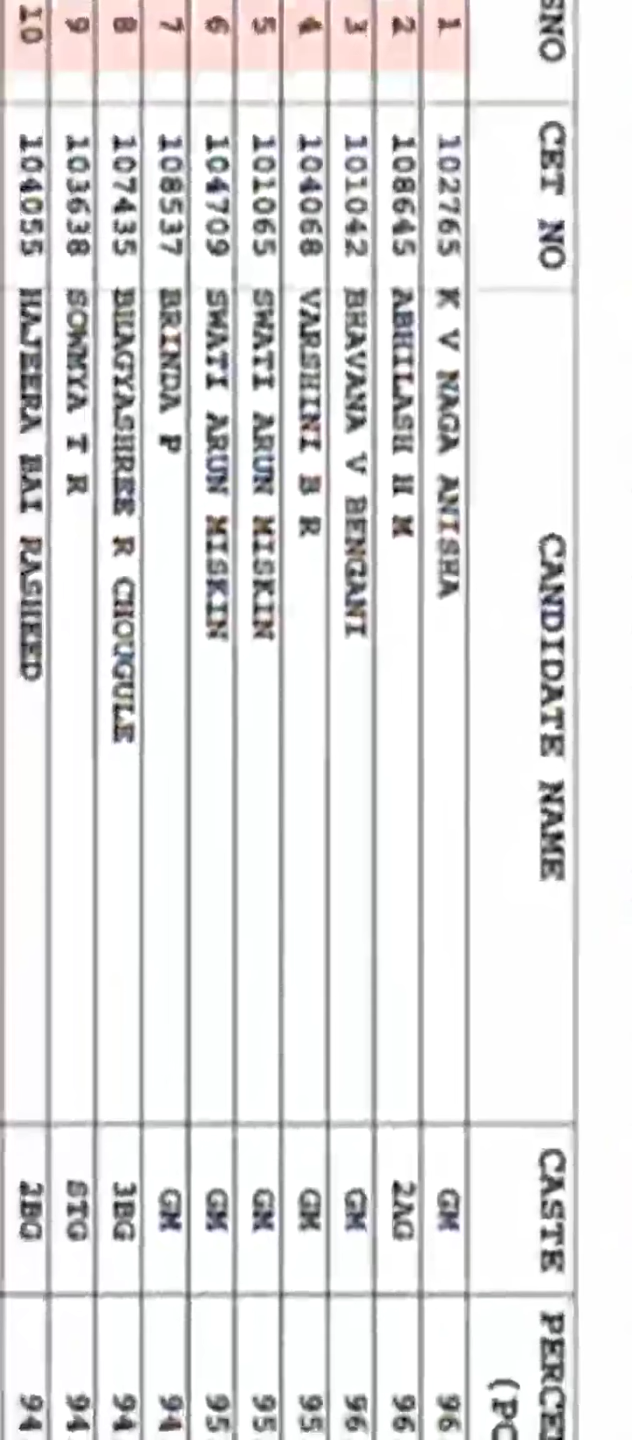 SNO CET NO CANDIDATE NAME CASTE PERCE
(PC
1 102765 K V NAGA ANISHA GM 96
2 108645 ABHILASH H M 2AG 96
3 101042 BHAVANA V BENGANI GM 96
4 104068 VARSHINI B R GM 95
5 101065 SWATI ARUN MISKIN GM 95
6 104709 SWATI ARUN MISKIN GM 95
7 108537 BRINDA P GM 94
8 107435 BHAGYASHREE R CHOUGULE 3BG 94
9 103638 SOWMYA T R STG 94
10 104055 HAJEERA BAI RASHEED 2BG 94